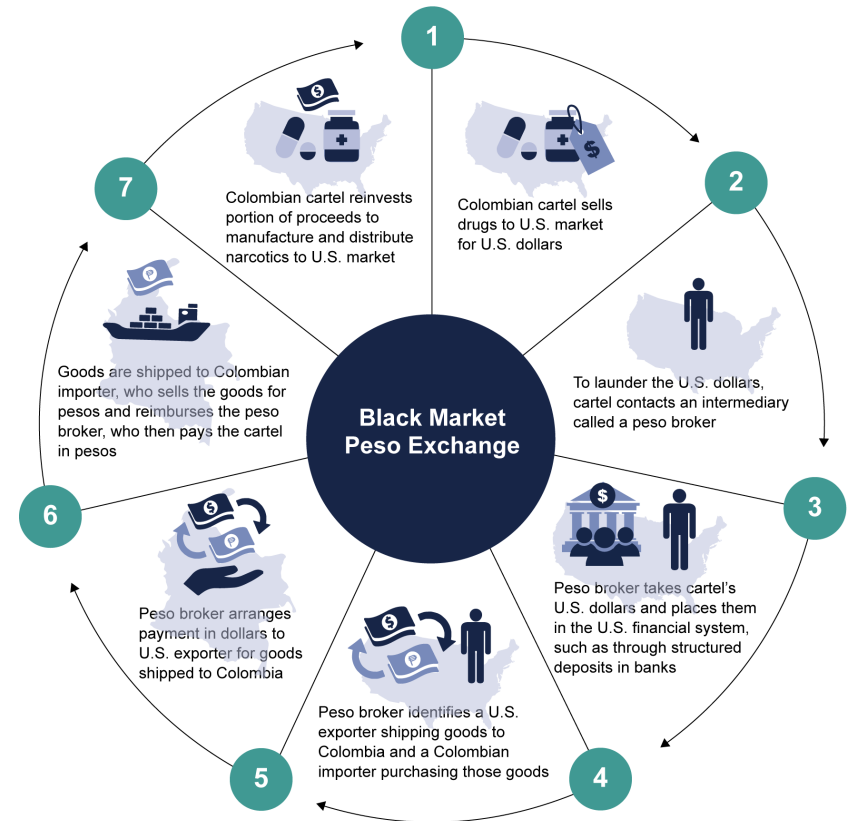 1
Colombian cartel sells
drugs to U.S. market
for U.S. dollars
2
To launder the U.S. dollars,
cartel contacts an intermediary
called a peso broker
3
$
Peso broker takes cartel's
U.S. dollars and places them
in the U.S. financial system,
such as through structured
deposits in banks
4
$
P
Peso broker identifies a U.S.
exporter shipping goods to
Colombia and a Colombian
importer purchasing those goods
5
$
P
Peso broker arranges
payment in dollars to
U.S. exporter for goods
shipped to Colombia
6
P
Goods are shipped to Colombian
importer, who sells the goods for
pesos and reimburses the peso
broker, who then pays the cartel
in pesos
7
$
Colombian cartel reinvests
portion of proceeds to
manufacture and distribute
narcotics to U.S. market
$
Black Market
Peso Exchange